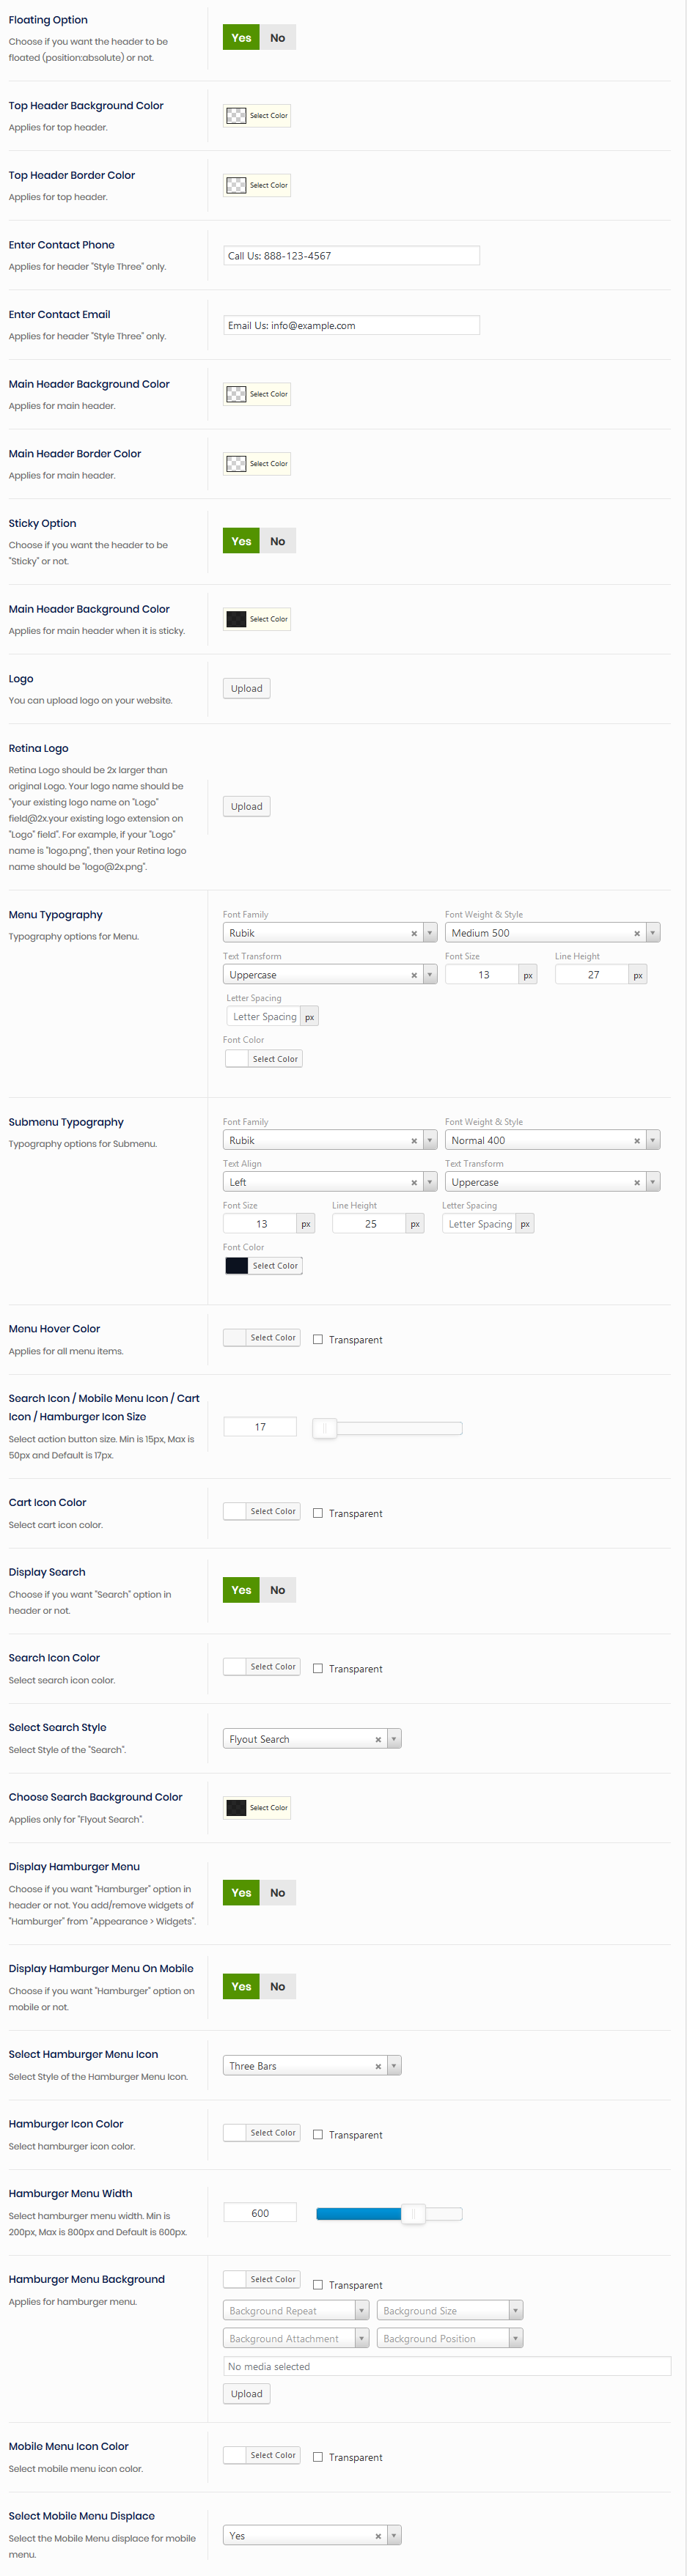 Floating Option
Choose if you want the header to be
floated (position:absolute) or not.
Yes No
Top Header Background Color
Applies for top header.
Select Color
Top Header Border Color
Applies for top header.
Select Color
Enter Contact Phone
Applies for header "Style Three" only.
Call Us: 888-123-4567
Enter Contact Email
Applies for header "Style Three" only.
Email Us: info@example.com
Main Header Background Color
Applies for main header.
Select Color
Main Header Border Color
Applies for main header.
Select Color
Sticky Option
Choose if you want the header to be
"Sticky" or not.
Yes No
Main Header Background Color
Applies for main header when it is sticky.
Select Color
Logo
You can upload logo on your website.
Upload
Retina Logo
Retina Logo should be 2x larger than
original Logo. Your logo name should be
"your existing logo name on "Logo"
field@2x.your existing logo extension on
"Logo" field". For example, if your "Logo"
name is "logo.png", then your Retina logo
name should be "logo@2x.png".
Upload
Menu Typography
Typography options for Menu.
Font Family Font Weight & Style
Rubik Medium 500
Text Transform Font Size Line Height
Uppercase 13 px 27 px
Letter Spacing
Letter Spacing px
Font Color
Select Color
Submenu Typography
Typography options for Submenu.
Font Family Font Weight & Style
Rubik Normal 400
Text Align Text Transform
Left Uppercase
Font Size Line Height Letter Spacing
13 px 25 px Letter Spacing px
Font Color
Select Color
Menu Hover Color
Applies for all menu items.
Select Color Transparent
Search Icon / Mobile Menu Icon / Cart
Icon / Hamburger Icon Size
Select action button size. Min is 15px, Max is
50px and Default is 17px.
17
Cart Icon Color
Select cart icon color.
Select Color Transparent
Display Search
Choose if you want "Search" option in
header or not.
Yes No
Search Icon Color
Select search icon color.
Select Color Transparent
Select Search Style
Select Style of the "Search".
Flyout Search
Choose Search Background Color
Applies only for "Flyout Search".
Select Color
Display Hamburger Menu
Choose if you want "Hamburger" option in
header or not. You add/remove widgets of
"Hamburger" from "Appearance > Widgets".
Yes No
Display Hamburger Menu On Mobile
Choose if you want "Hamburger" option on
mobile or not.
Yes No
Select Hamburger Menu Icon
Select Style of the Hamburger Menu Icon.
Three Bars
Hamburger Icon Color
Select hamburger icon color.
Select Color Transparent
Hamburger Menu Width
Select hamburger menu width. Min is
200px, Max is 800px and Default is 600px.
600
Hamburger Menu Background
Applies for hamburger menu.
Select Color Transparent
Background Repeat Background Size
Background Attachment Background Position
No media selected
Upload
Mobile Menu Icon Color
Select mobile menu icon color.
Select Color Transparent
Select Mobile Menu Displace
Select the Mobile Menu displace for mobile
menu.
Yes